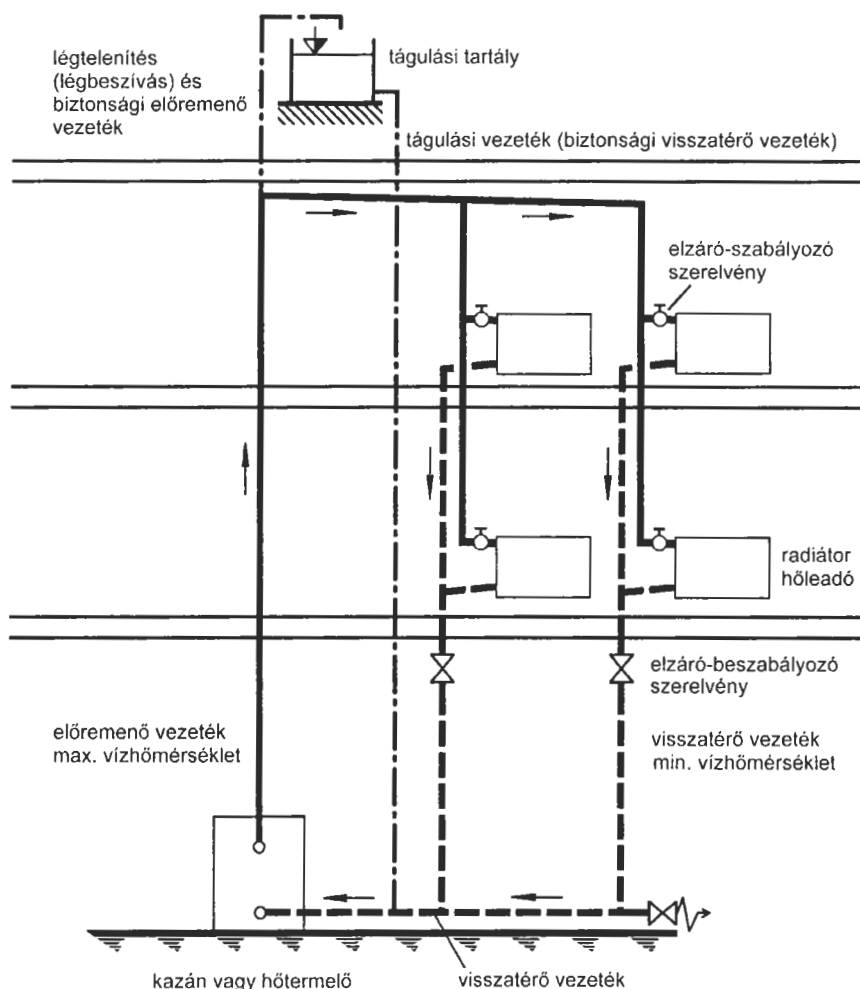 légtelenítés
(légbeszívás) és
biztonsági előremenő
vezeték
tágulási tartály
tágulási vezeték (biztonsági visszatérő vezeték)
elzáró-szabályozó
szerelvény
radiátor
hőleadó
elzáró-beszabályozó
szerelvény
előremenő vezeték
max. vízhőmérséklet
visszatérő vezeték
min. vízhőmérséklet
kazán vagy hőtermelő
visszatérő vezeték